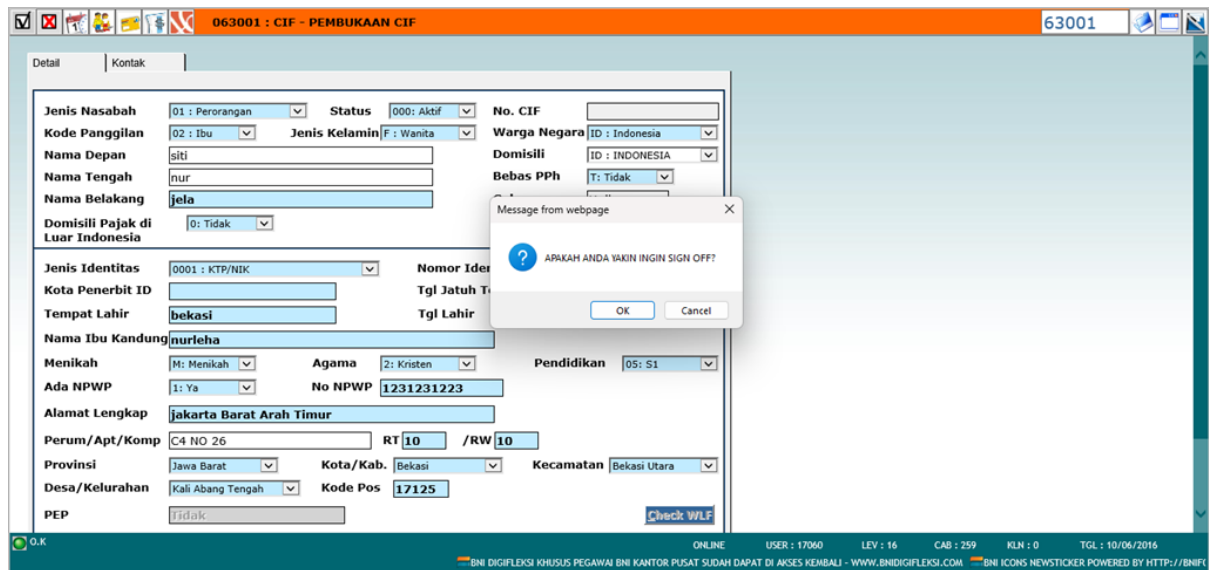 063001 : CIF - PEMBUKAAN CIF 63001
Detail Kontak
Jenis Nasabah 01 : Perorangan Status 000: Aktif No. CIF
Kode Panggilan 02 : Ibu Jenis Kelamin F : Wanita Warga Negara ID : Indonesia
Nama Depan siti Domisili ID : INDONESIA
Nama Tengah nur Bebas PPh T: Tidak
Nama Belakang jela
Message from webpage
Domisili Pajak di 0: Tidak
Luar Indonesia
APAKAH ANDA YAKIN INGIN SIGN OFF?
Jenis Identitas 0001 : KTP/NIK Nomor
Kota Penerbit ID Tgl Jatuh
OK Cancel
Tempat Lahir bekasi Tgl Lahir
Nama Ibu Kandung nurleha
Menikah M: Menikah Agama 2: Kristen Pendidikan 05: S1
Ada NPWP 1: Ya No NPWP 1231231223
Alamat Lengkap jakarta Barat Arah Timur
Perum/Apt/Komp C4 NO 26 RT 10 /RW 10
Provinsi Jawa Barat Kota/Kab. Bekasi Kecamatan Bekasi Utara
Desa/Kelurahan Kali Abang Tengah Kode Pos 17125
PEP Tidak Check WLF
O.K ONLINE USER : 17060 LEV : 16 CAB : 259 KLN : 0 TGL : 10/06/2016
BNI DIGIFLEKSI KHUSUS PEGAWAI BNI KANTOR PUSAT SUDAH DAPAT DI AKSES KEMBALI - WWW.BNIDIGIFLEKSI.COM BNI ICONS NEWSTICKER POWERED BY HTTP://BNIF